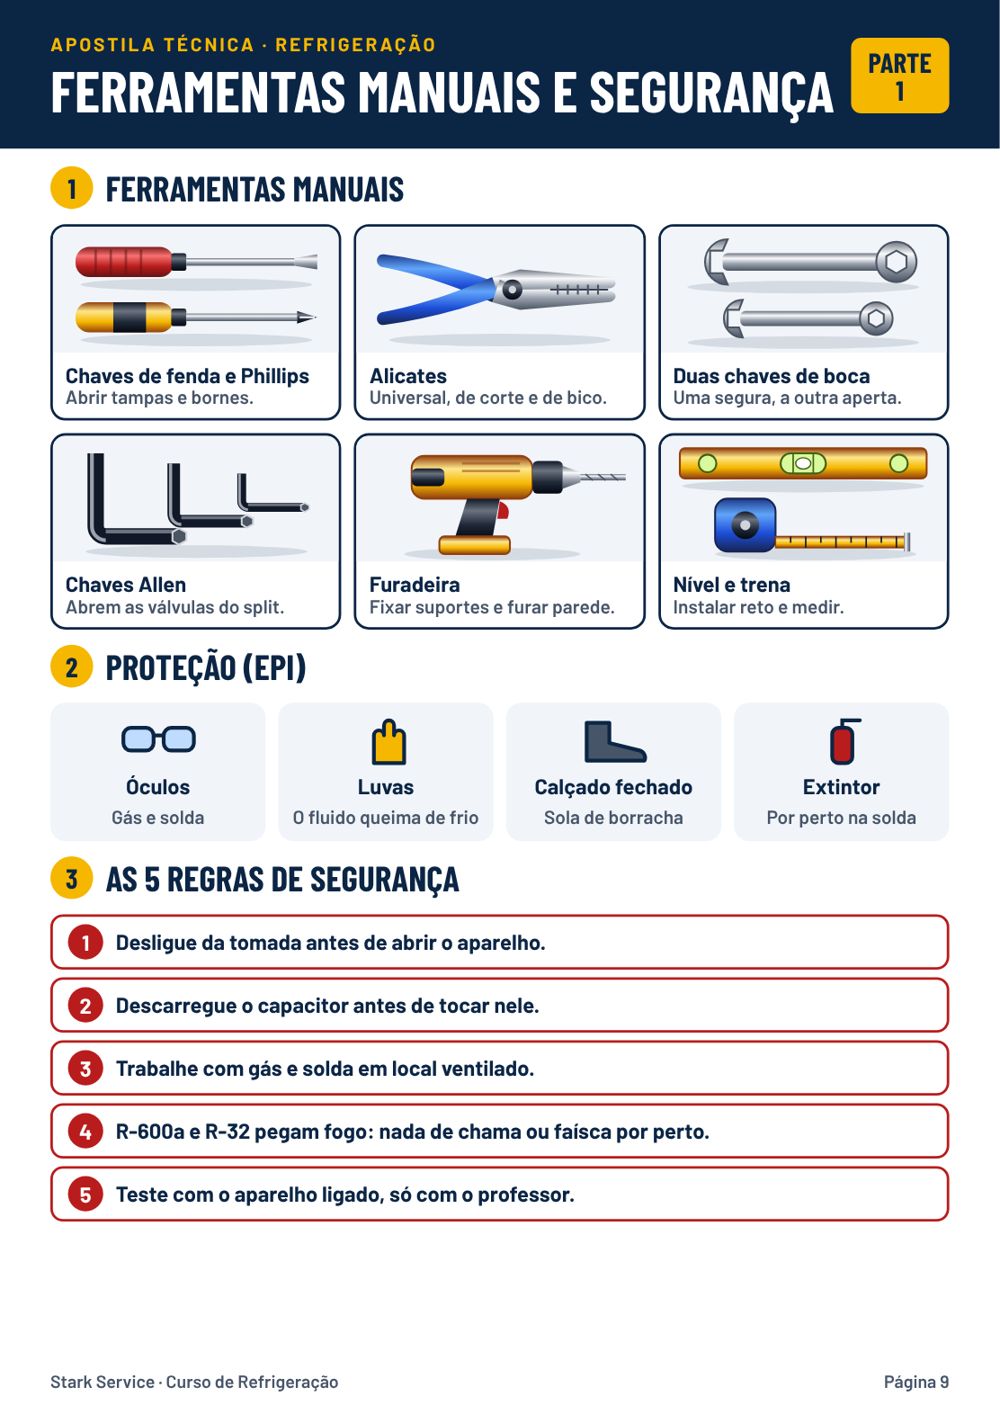 APOSTILA TÉCNICA · REFRIGERAÇÃO
FERRAMENTAS MANUAIS E SEGURANÇA
PARTE
1
1
FERRAMENTAS MANUAIS
Chaves de fenda e Phillips
Abrir tampas e bornes.
Alicates
Universal, de corte e de bico.
Duas chaves de boca
Uma segura, a outra aperta.
Chaves Allen
Abrem as válvulas do split.
Furadeira
Fixar suportes e furar parede.
Nível e trena
Instalar reto e medir.
2
PROTEÇÃO (EPI)
Óculos
Gás e solda
Luvas
O fluido queima de frio
Calçado fechado
Sola de borracha
Extintor
Por perto na solda
3
AS 5 REGRAS DE SEGURANÇA
1 Desligue da tomada antes de abrir o aparelho.
2 Descarregue o capacitor antes de tocar nele.
3 Trabalhe com gás e solda em local ventilado.
4 R-600a e R-32 pegam fogo: nada de chama ou faísca por perto.
5 Teste com o aparelho ligado, só com o professor.
Stark Service · Curso de Refrigeração
Página 9